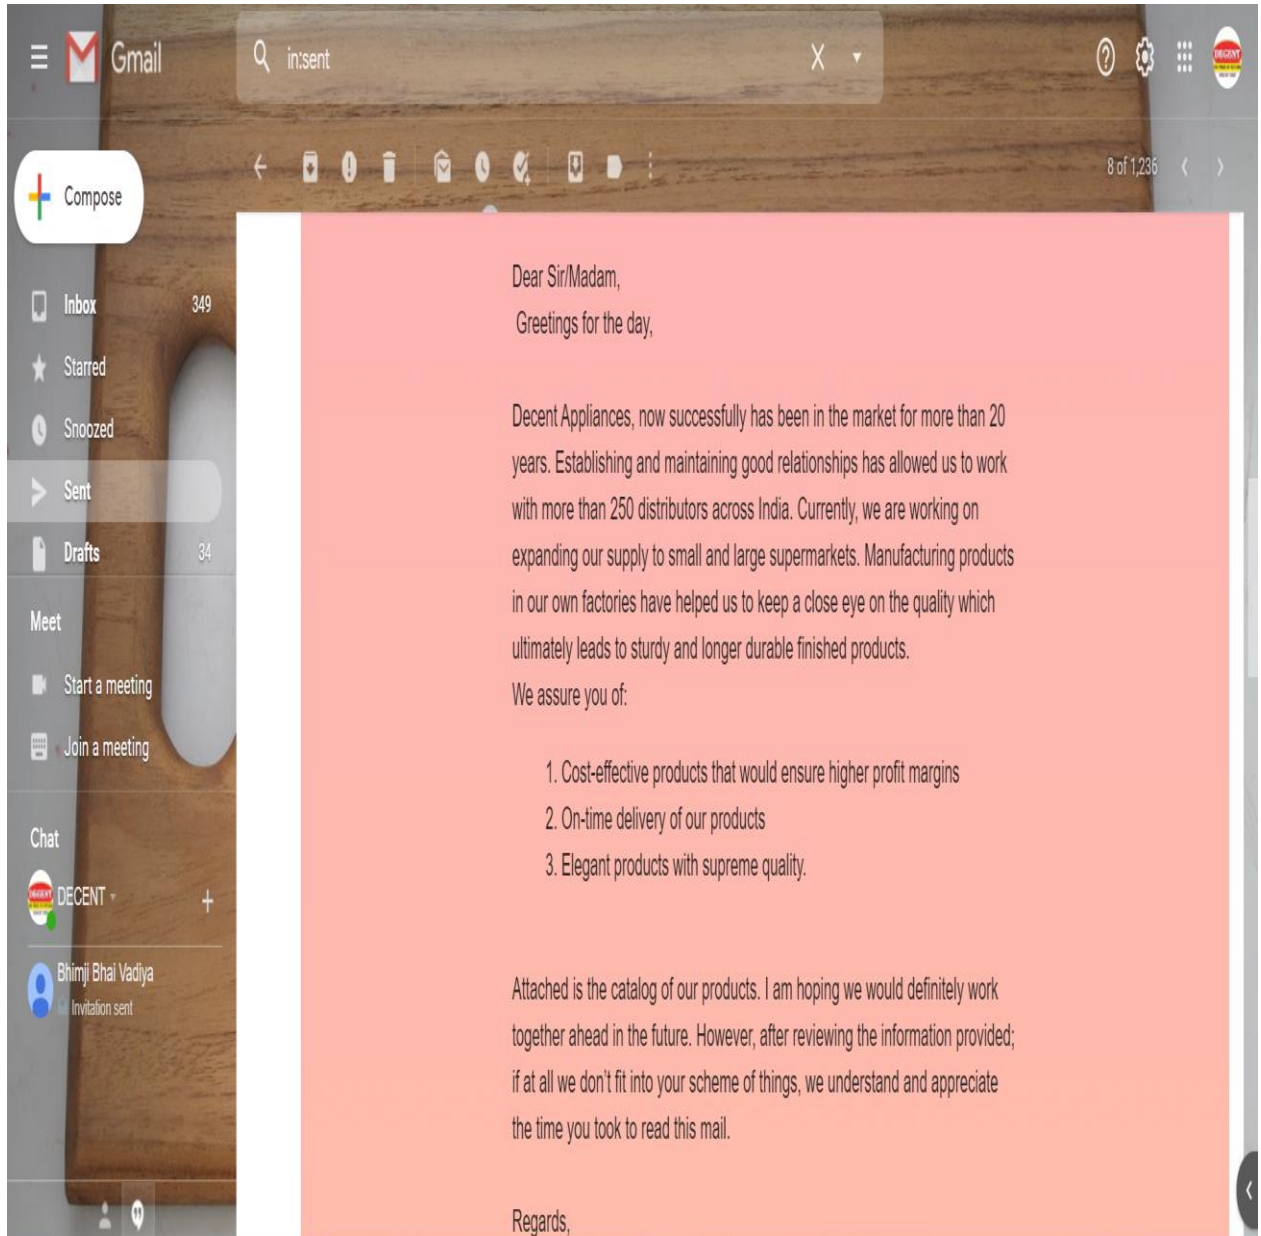 Gmail
in:sent
8 of 1,236
Compose
Inbox 349
Starred
Snoozed
Sent
Drafts 34
Meet
Start a meeting
Join a meeting
Chat
DECENT
Bhimji Bhai Vadiya
Invitation sent
Dear Sir/Madam,
Greetings for the day,
Decent Appliances, now successfully has been in the market for more than 20
years. Establishing and maintaining good relationships has allowed us to work
with more than 250 distributors across India. Currently, we are working on
expanding our supply to small and large supermarkets. Manufacturing products
in our own factories have helped us to keep a close eye on the quality which
ultimately leads to sturdy and longer durable finished products.
We assure you of:
1. Cost-effective products that would ensure higher profit margins
2. On-time delivery of our products
3. Elegant products with supreme quality.
Attached is the catalog of our products. I am hoping we would definitely work
together ahead in the future. However, after reviewing the information provided;
if at all we don't fit into your scheme of things, we understand and appreciate
the time you took to read this mail.
Regards,